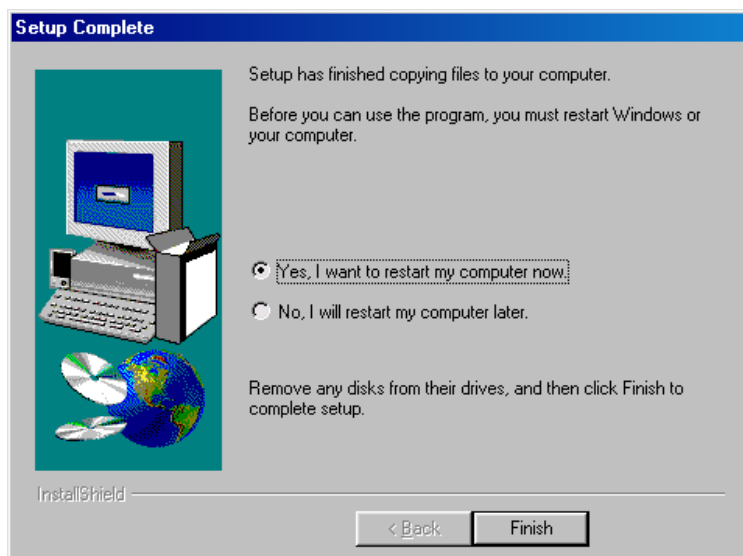 Setup Complete
Setup has finished copying files to your computer.
Before you can use the program, you must restart Windows or
your computer.
Yes, I want to restart my computer now.
No, I will restart my computer later.
Remove any disks from their drives, and then click Finish to
complete setup.
InstallShield
< Back
Finish